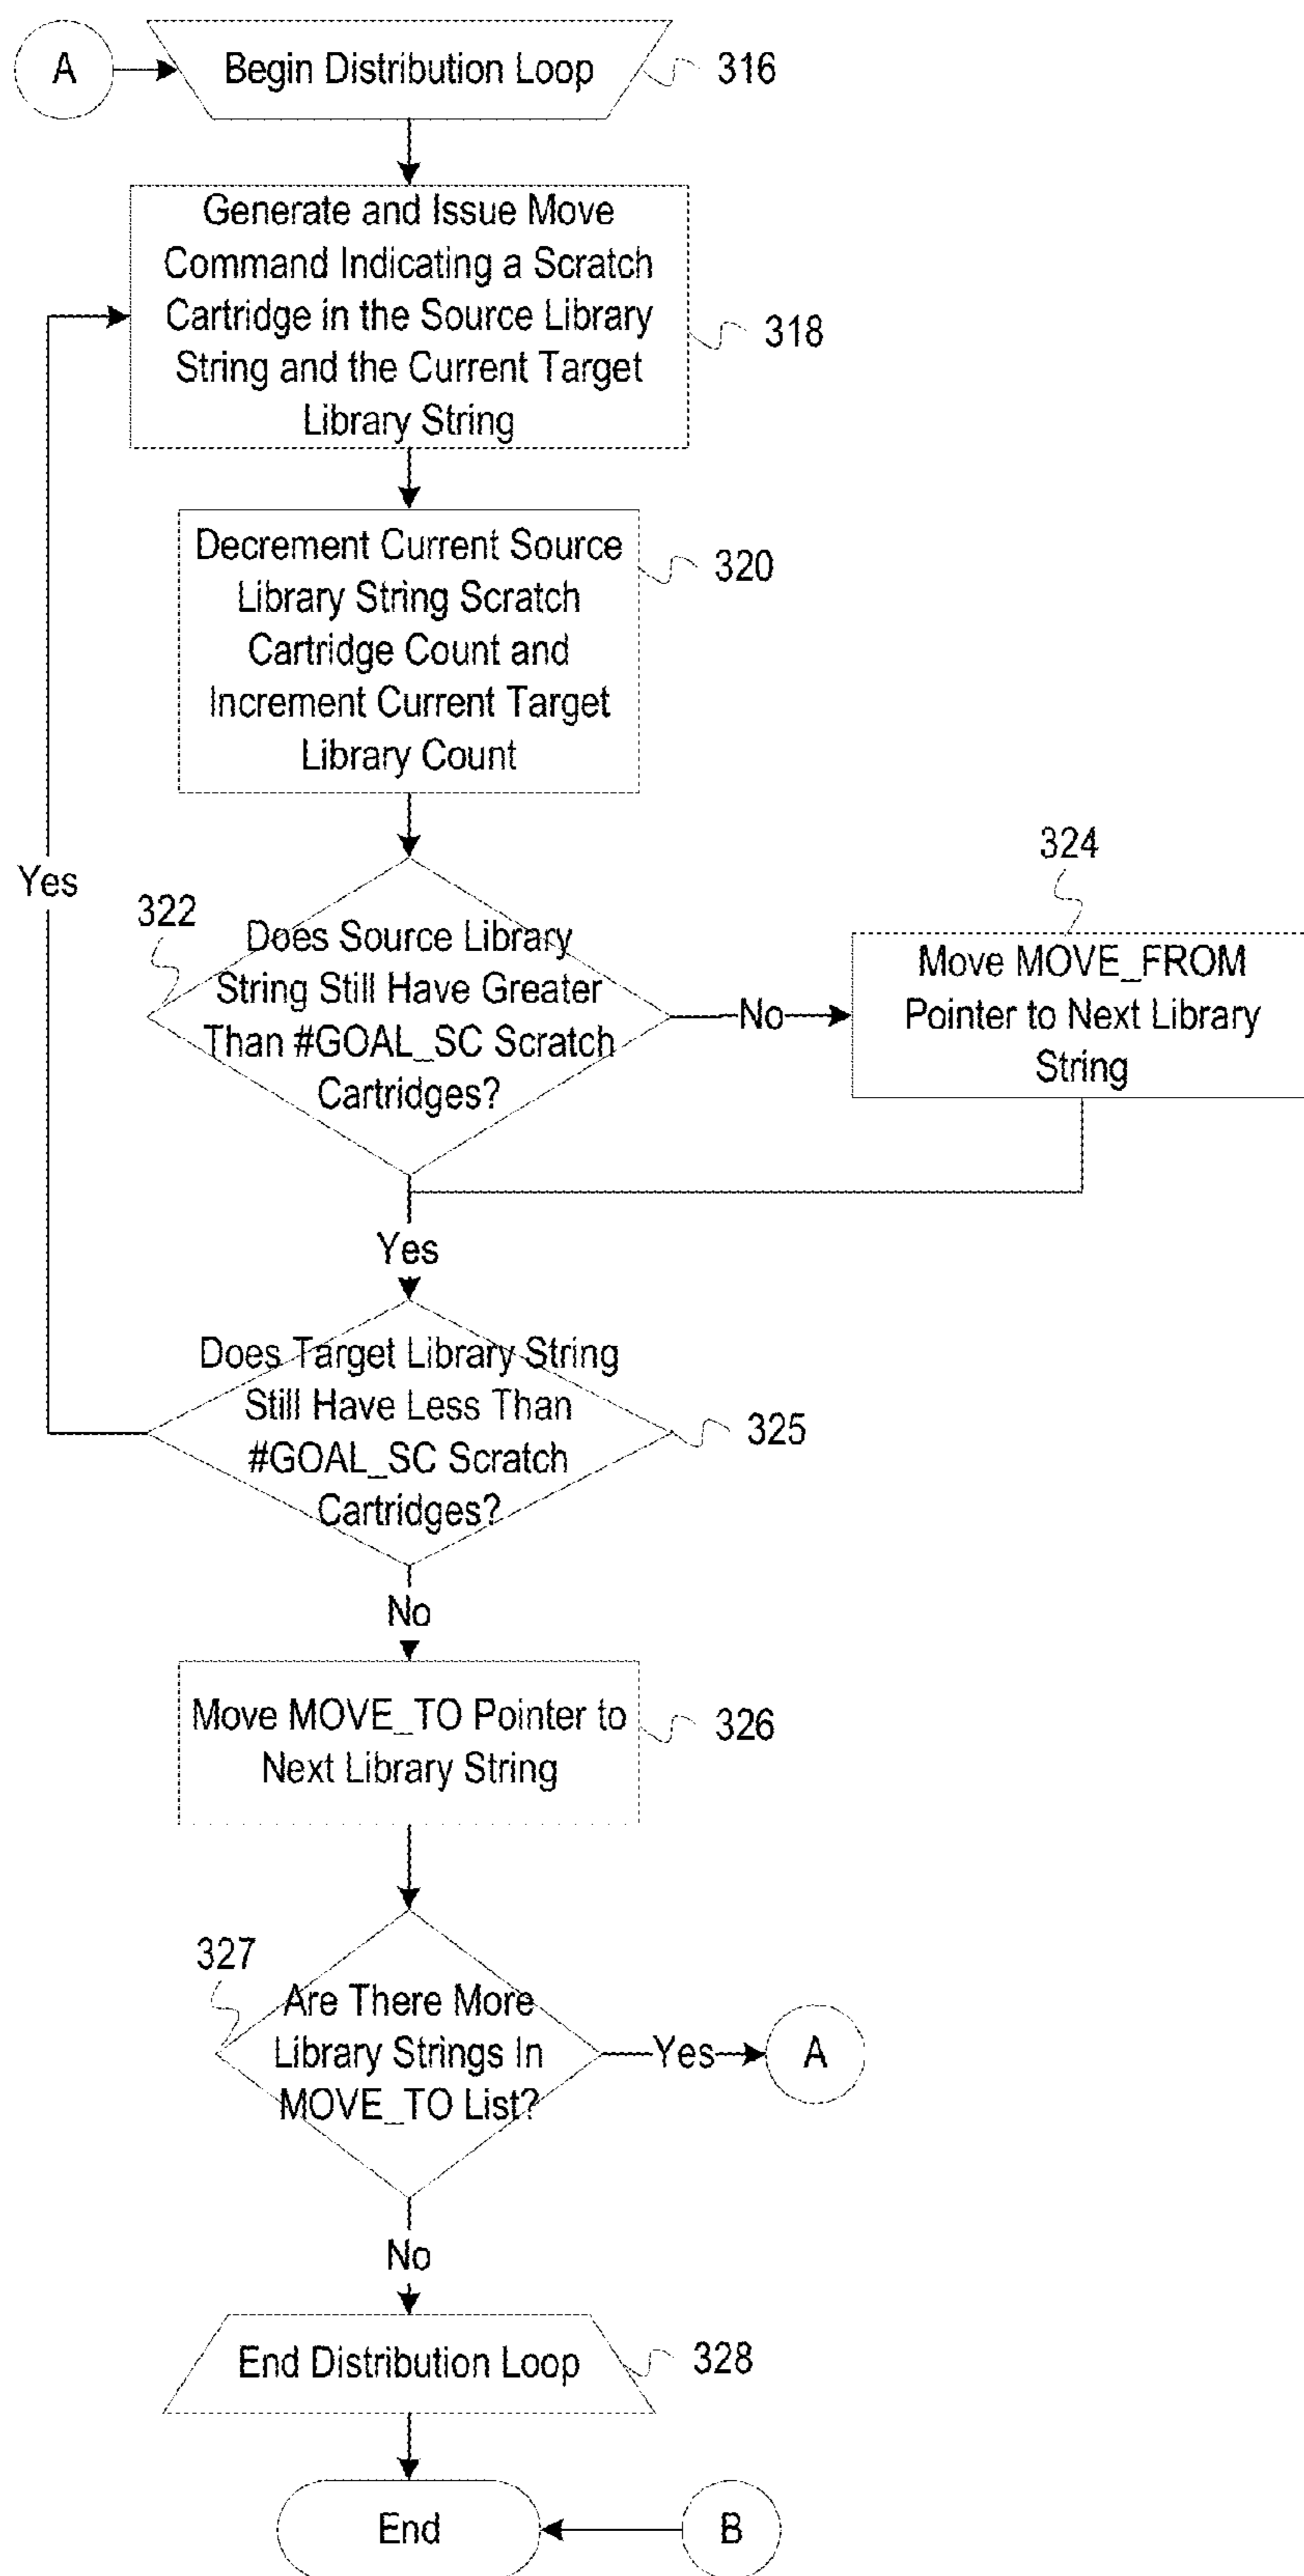 A
Begin Distribution Loop
316
Generate and Issue Move
Command Indicating a Scratch
Cartridge in the Source Library
String and the Current Target
Library String
318
Decrement Current Source
Library String Scratch
Cartridge Count and
Increment Current Target
Library Count
320
Yes
322
Does Source Library
String Still Have Greater
Than #GOAL_SC Scratch
Cartridges?
No
324
Move MOVE_FROM
Pointer to Next Library
String
Yes
Does Target Library String
Still Have Less Than
#GOAL_SC Scratch
Cartridges?
325
No
Move MOVE_TO Pointer to
Next Library String
326
327
Are There More
Library Strings In
MOVE_TO List?
Yes
A
No
End Distribution Loop
328
End
B